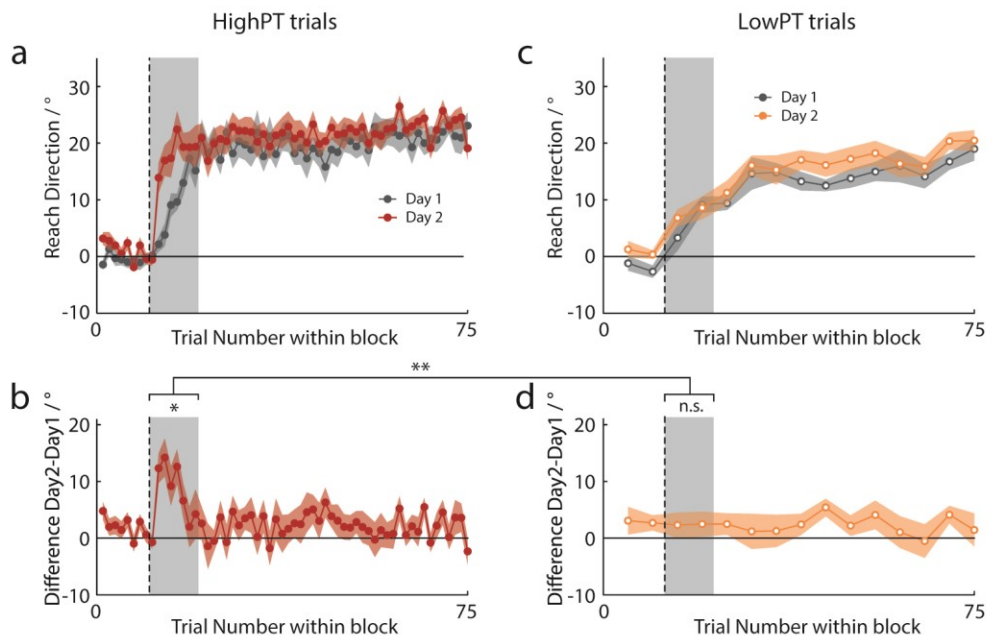 HighPT trials
a
Reach Direction / °
30
20
10
0
-10
Day 1
Day 2
0
75
Trial Number within block
LowPT trials
c
Reach Direction / °
30
20
10
0
-10
Day 1
Day 2
0
75
Trial Number within block
**
b
Difference Day2-Day1 / °
20
10
0
-10
*
0
75
Trial Number within block
d
Difference Day2-Day1 / °
20
10
0
-10
n.s.
0
75
Trial Number within block